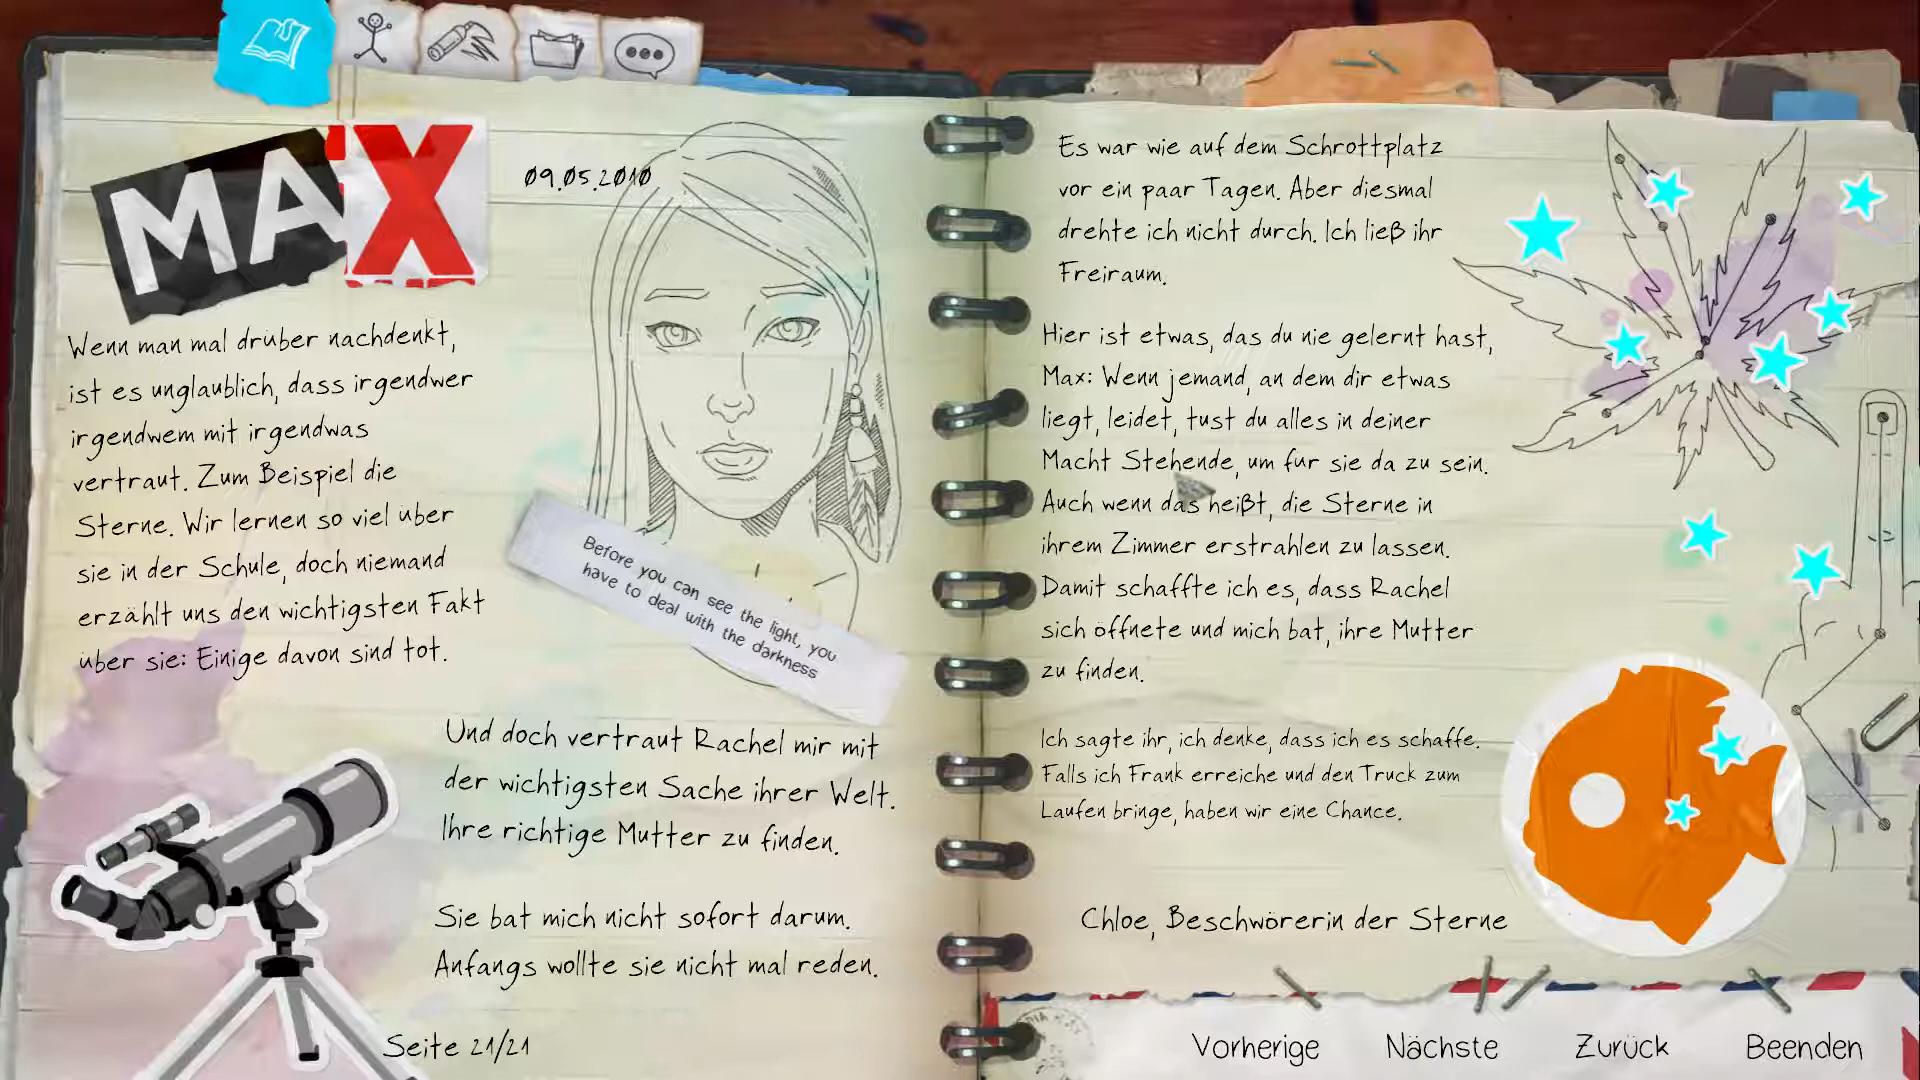 MAX
09.05.2010
Wenn man mal drüber nachdenkt,
ist es unglaublich, dass irgendwer
irgendwem mit irgendwas
vertraut. Zum Beispiel die
Sterne. Wir lernen so viel über
sie in der Schule, doch niemand
erzählt uns den wichtigsten Fakt
über sie: Einige davon sind tot.
Before you can see the light, you
have to deal with the darkness
Und doch vertraut Rachel mir mit
der wichtigsten Sache ihrer Welt.
Ihre richtige Mutter zu finden.
Sie bat mich nicht sofort darum.
Anfangs wollte sie nicht mal reden.
Seite 21/21
Es war wie auf dem Schrottplatz
vor ein paar Tagen. Aber diesmal
drehte ich nicht durch. Ich ließ ihr
Freiraum.
Hier ist etwas, das du nie gelernt hast,
Max: Wenn jemand, an dem dir etwas
liegt, leidet, tust du alles in deiner
Macht Stehende, um für sie da zu sein.
Auch wenn das heißt, die Sterne in
ihrem Zimmer erstrahlen zu lassen.
Damit schaffte ich es, dass Rachel
sich öffnete und mich bat, ihre Mutter
zu finden.
Ich sagte ihr, ich denke, dass ich es schaffe.
Falls ich Frank erreiche und den Truck zum
Laufen bringe, haben wir eine Chance.
Chloe, Beschwörerin der Sterne
Vorherige
Nächste
Zurück
Beenden